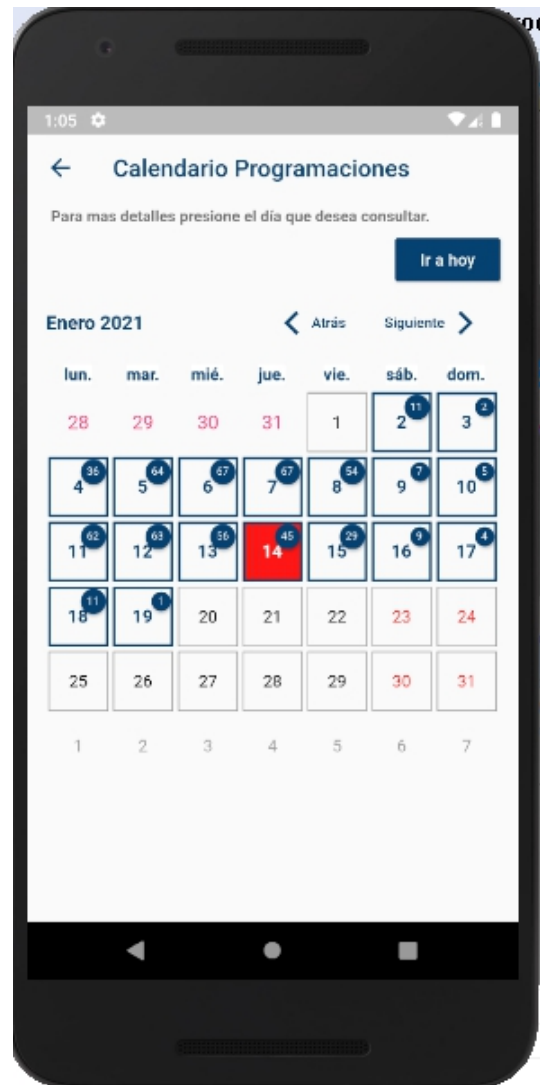 1:05
Calendario Programaciones
Para mas detalles presione el día que desea consultar.
Ir a hoy
Enero 2021 Atrás Siguiente
lun. mar. mié. jue. vie. sáb. dom.
28 29 30 31 1 2 11 3 2
4 36 5 64 6 67 7 67 8 54 9 7 10 5
11 62 12 63 13 56 14 45 15 29 16 9 17 4
18 11 19 1 20 21 22 23 24
25 26 27 28 29 30 31
1 2 3 4 5 6 7